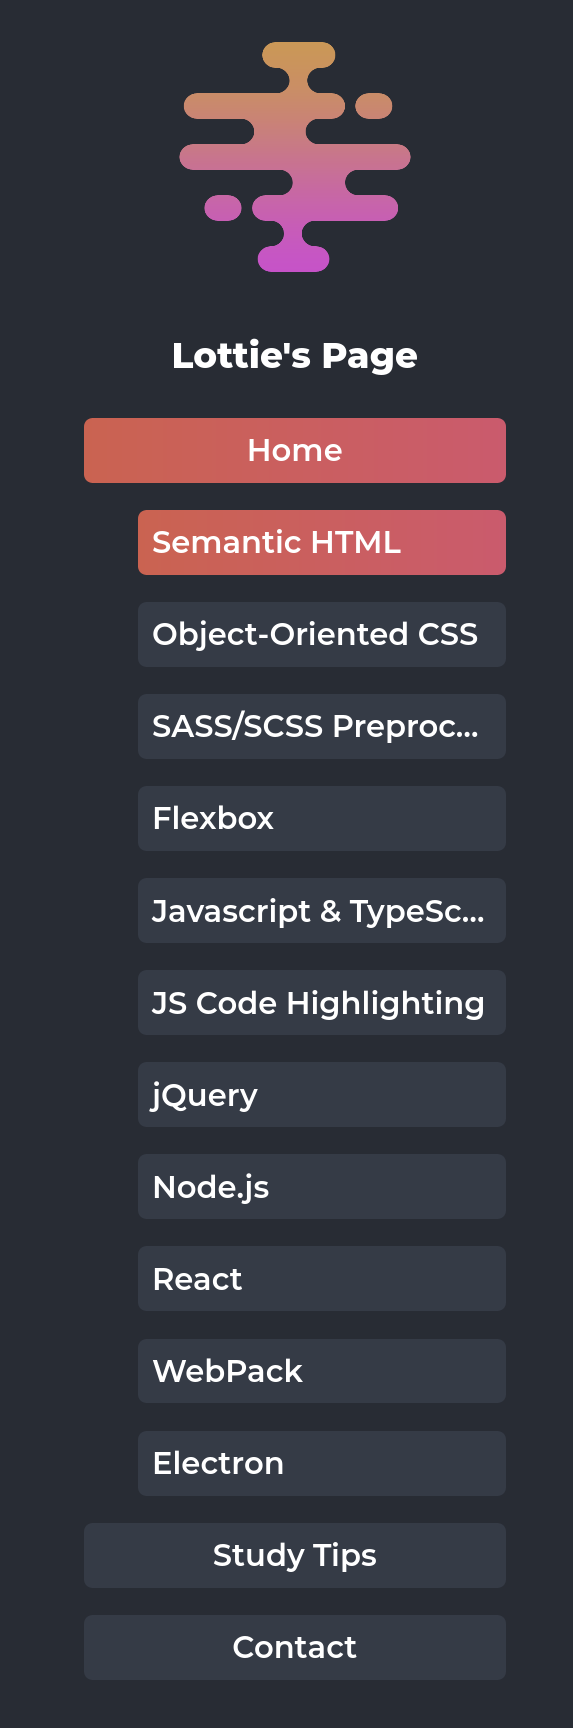 Lottie's Page
Home
Semantic HTML
Object-Oriented CSS
SASS/SCSS Preproc...
Flexbox
Javascript & TypeSc...
JS Code Highlighting
jQuery
Node.js
React
WebPack
Electron
Study Tips
Contact